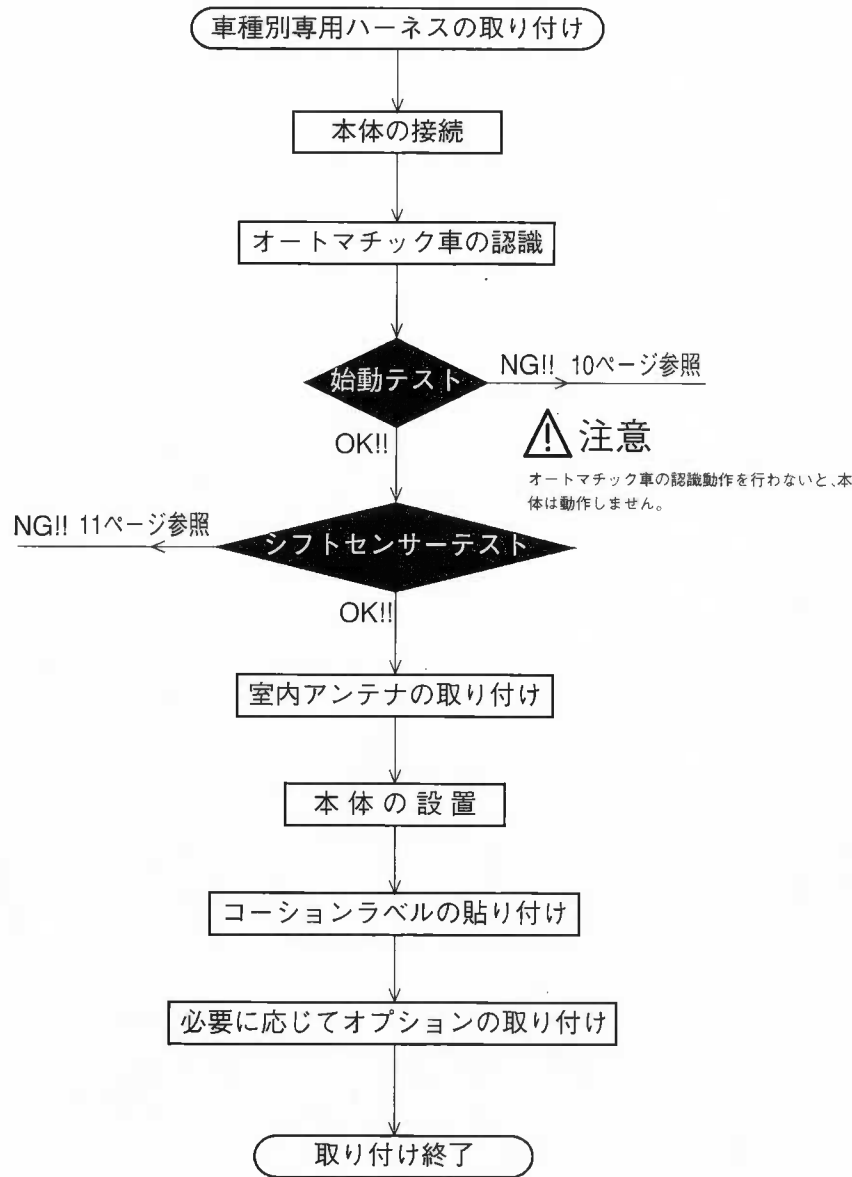 車種別専用ハーネスの取り付け
本体の接続
オートマチック車の認識
始動テスト
NG!! 10ページ参照
OK!!
注意
オートマチック車の認識動作を行わないと、本
体は動作しません。
NG!! 11ページ参照
シフトセンサーテスト
OK!!
室内アンテナの取り付け
本体の設置
コーションラベルの貼り付け
必要に応じてオプションの取り付け
取り付け終了